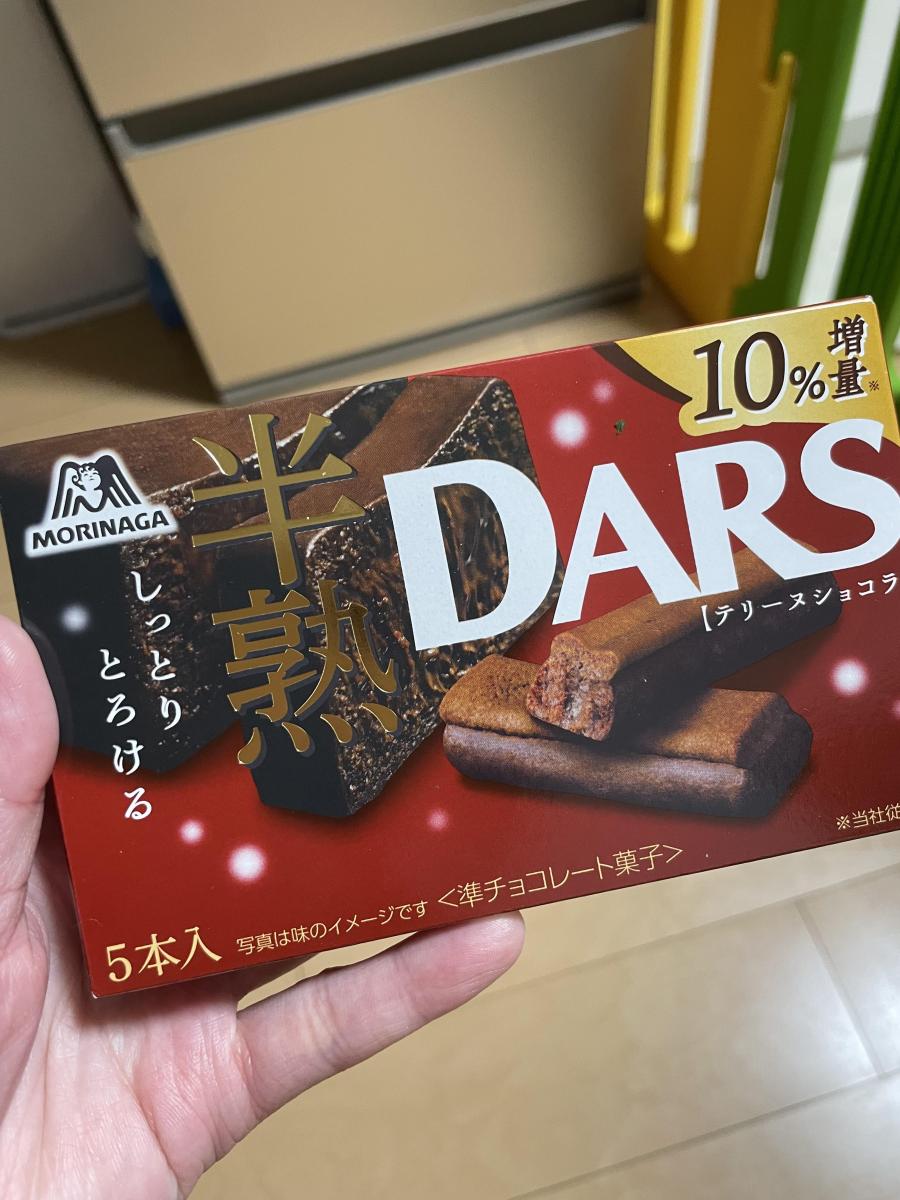 10%増量※
MORINAGA
半熟
DARS
【テリーヌショコラ
しっとり
とろける
※当社従
5本入 写真は味のイメージです <準チョコレート菓子>